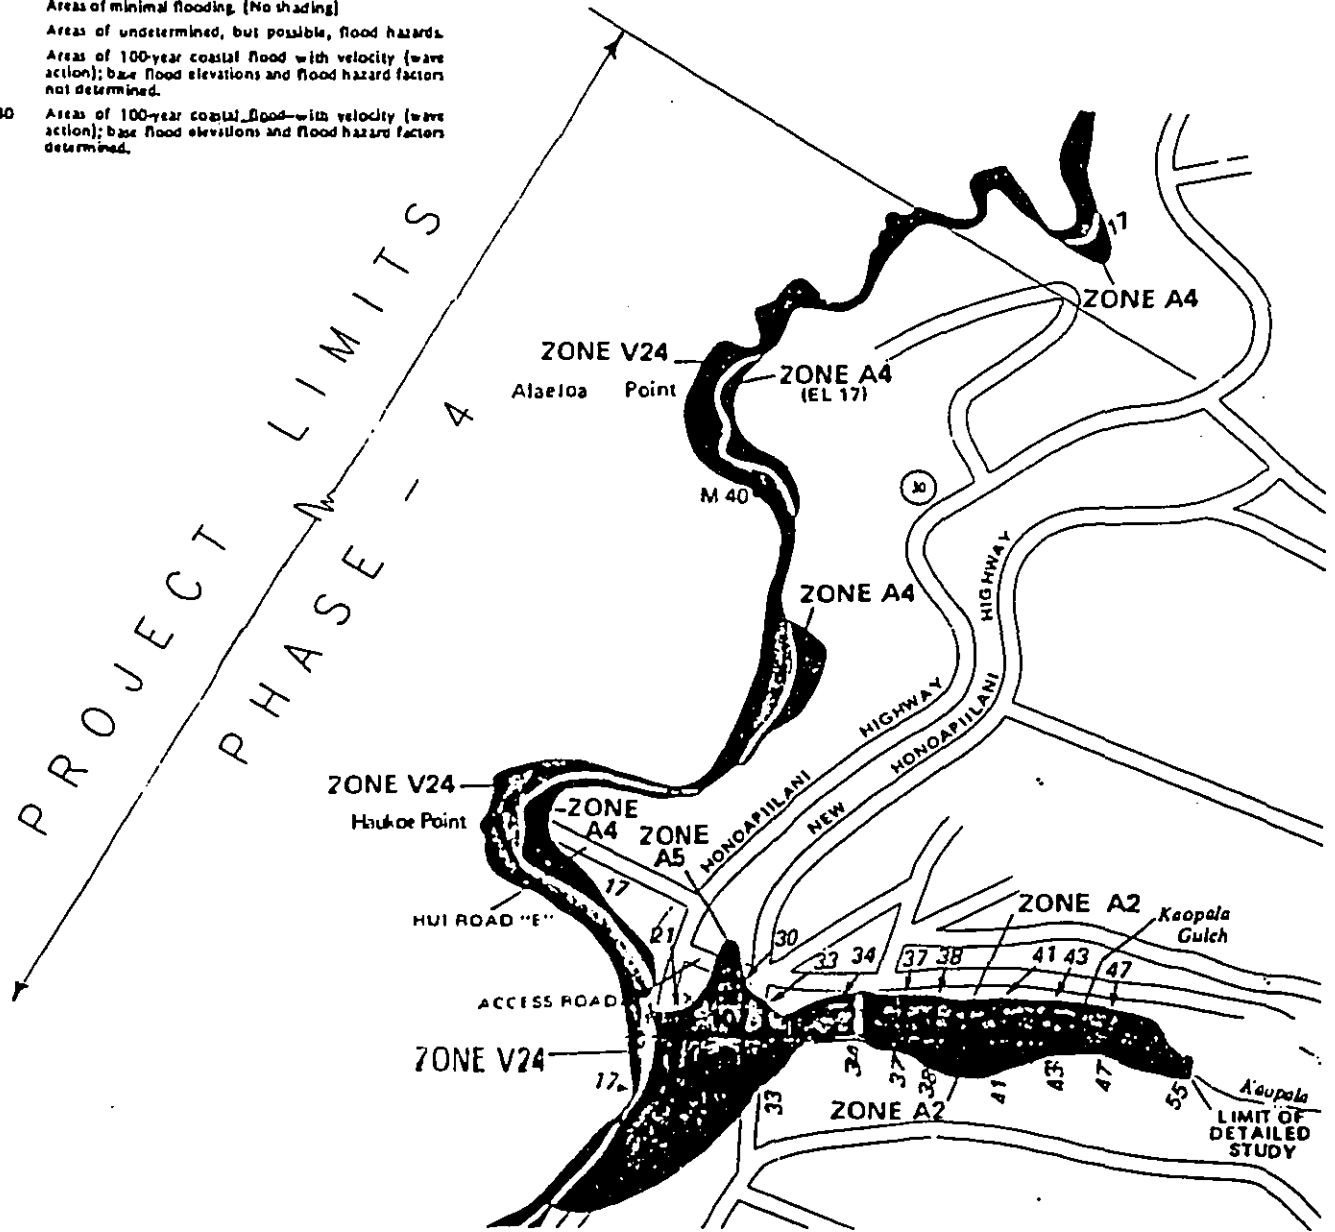 Areas of minimal flooding. (No shading)
Areas of undetermined, but possible, flood hazards.
Areas of 100-year coastal flood with velocity (wave
action); base flood elevations and flood hazard factors
not determined.
Areas of 100-year coastal flood with velocity (wave
action); base flood elevations and flood hazard factors
determined.
PROJECT LIMITS
PHASE - 4
17
ZONE A4
ZONE V24
Alaeloa Point
ZONE A4
(EL 17)
M 40
30
HIGHWAY
ZONE A4
HIGHWAY
HONOAPIILANI
ZONE V24
Haukoe Point
ZONE
A4
ZONE
A5
HONOAPIILANI
NEW
17
HUI ROAD "E"
21
30
33
34
37
38
41
43
47
ZONE A2
Kaopala
Gulch
ACCESS ROAD
ZONE V24
17
33
34
37
38
41
43
47
55
ZONE A2
LIMIT OF
DETAILED
STUDY